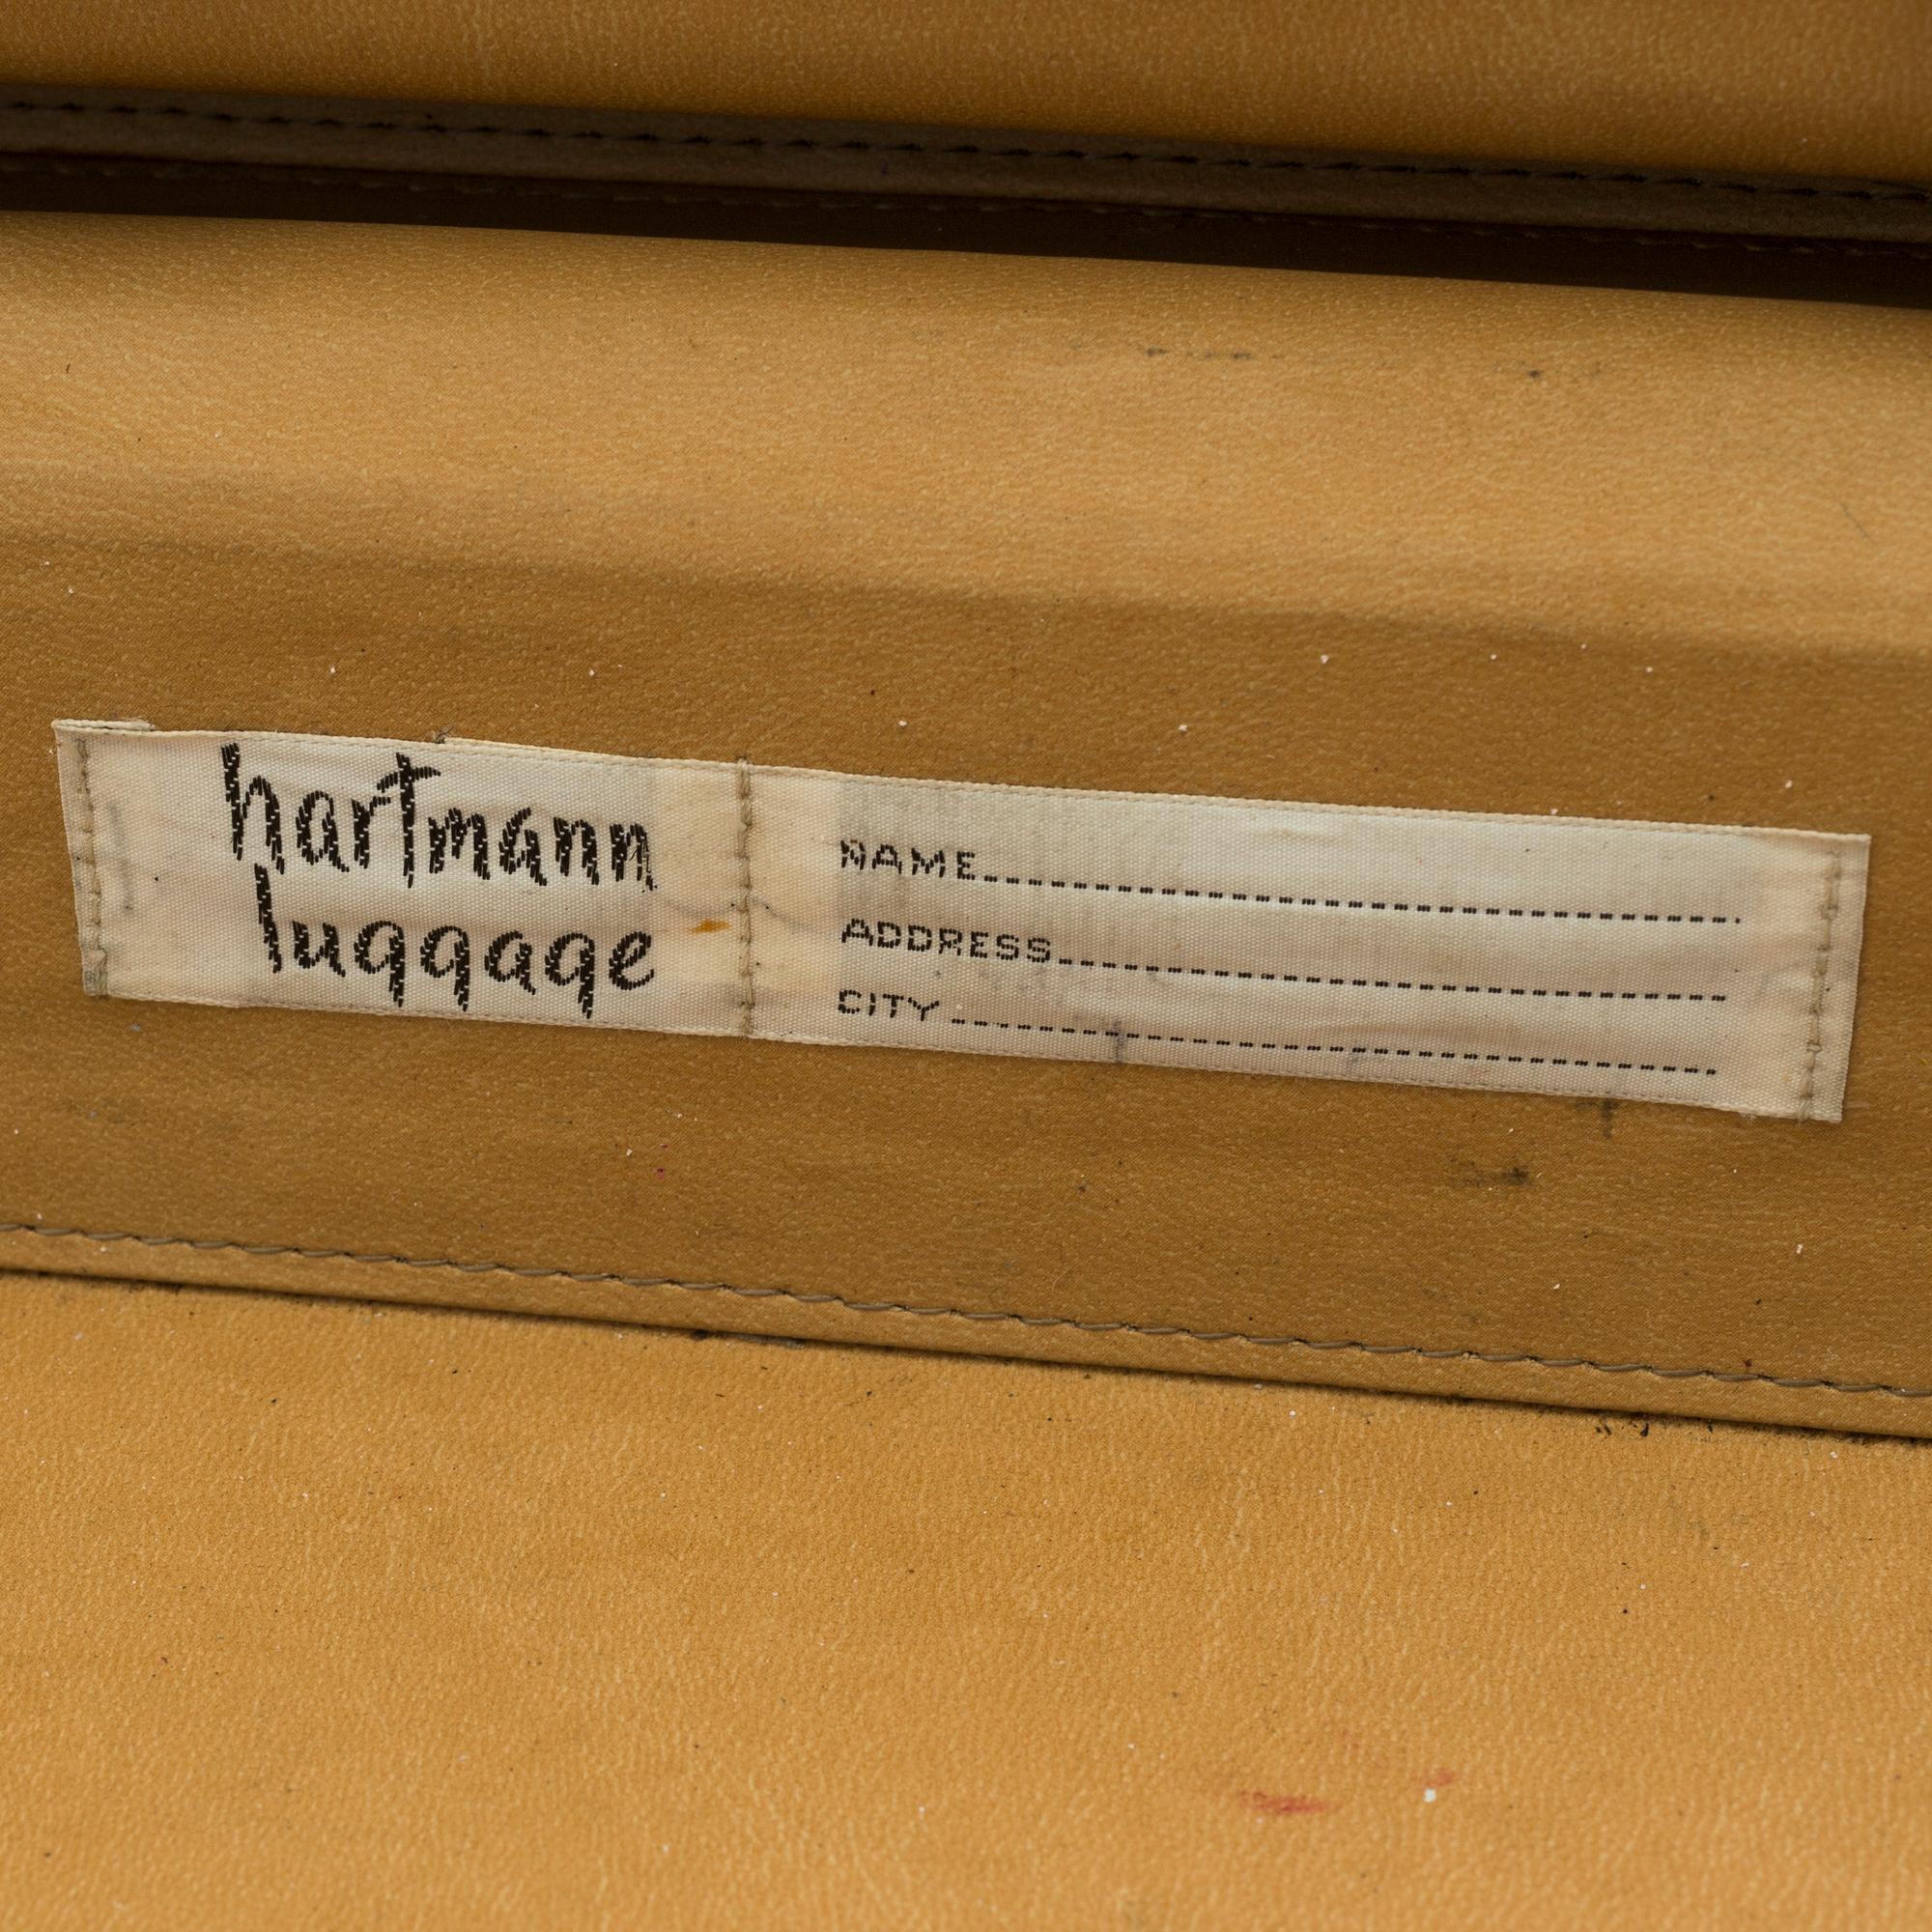 hartmann
luggage
NAME
ADDRESS
CITY